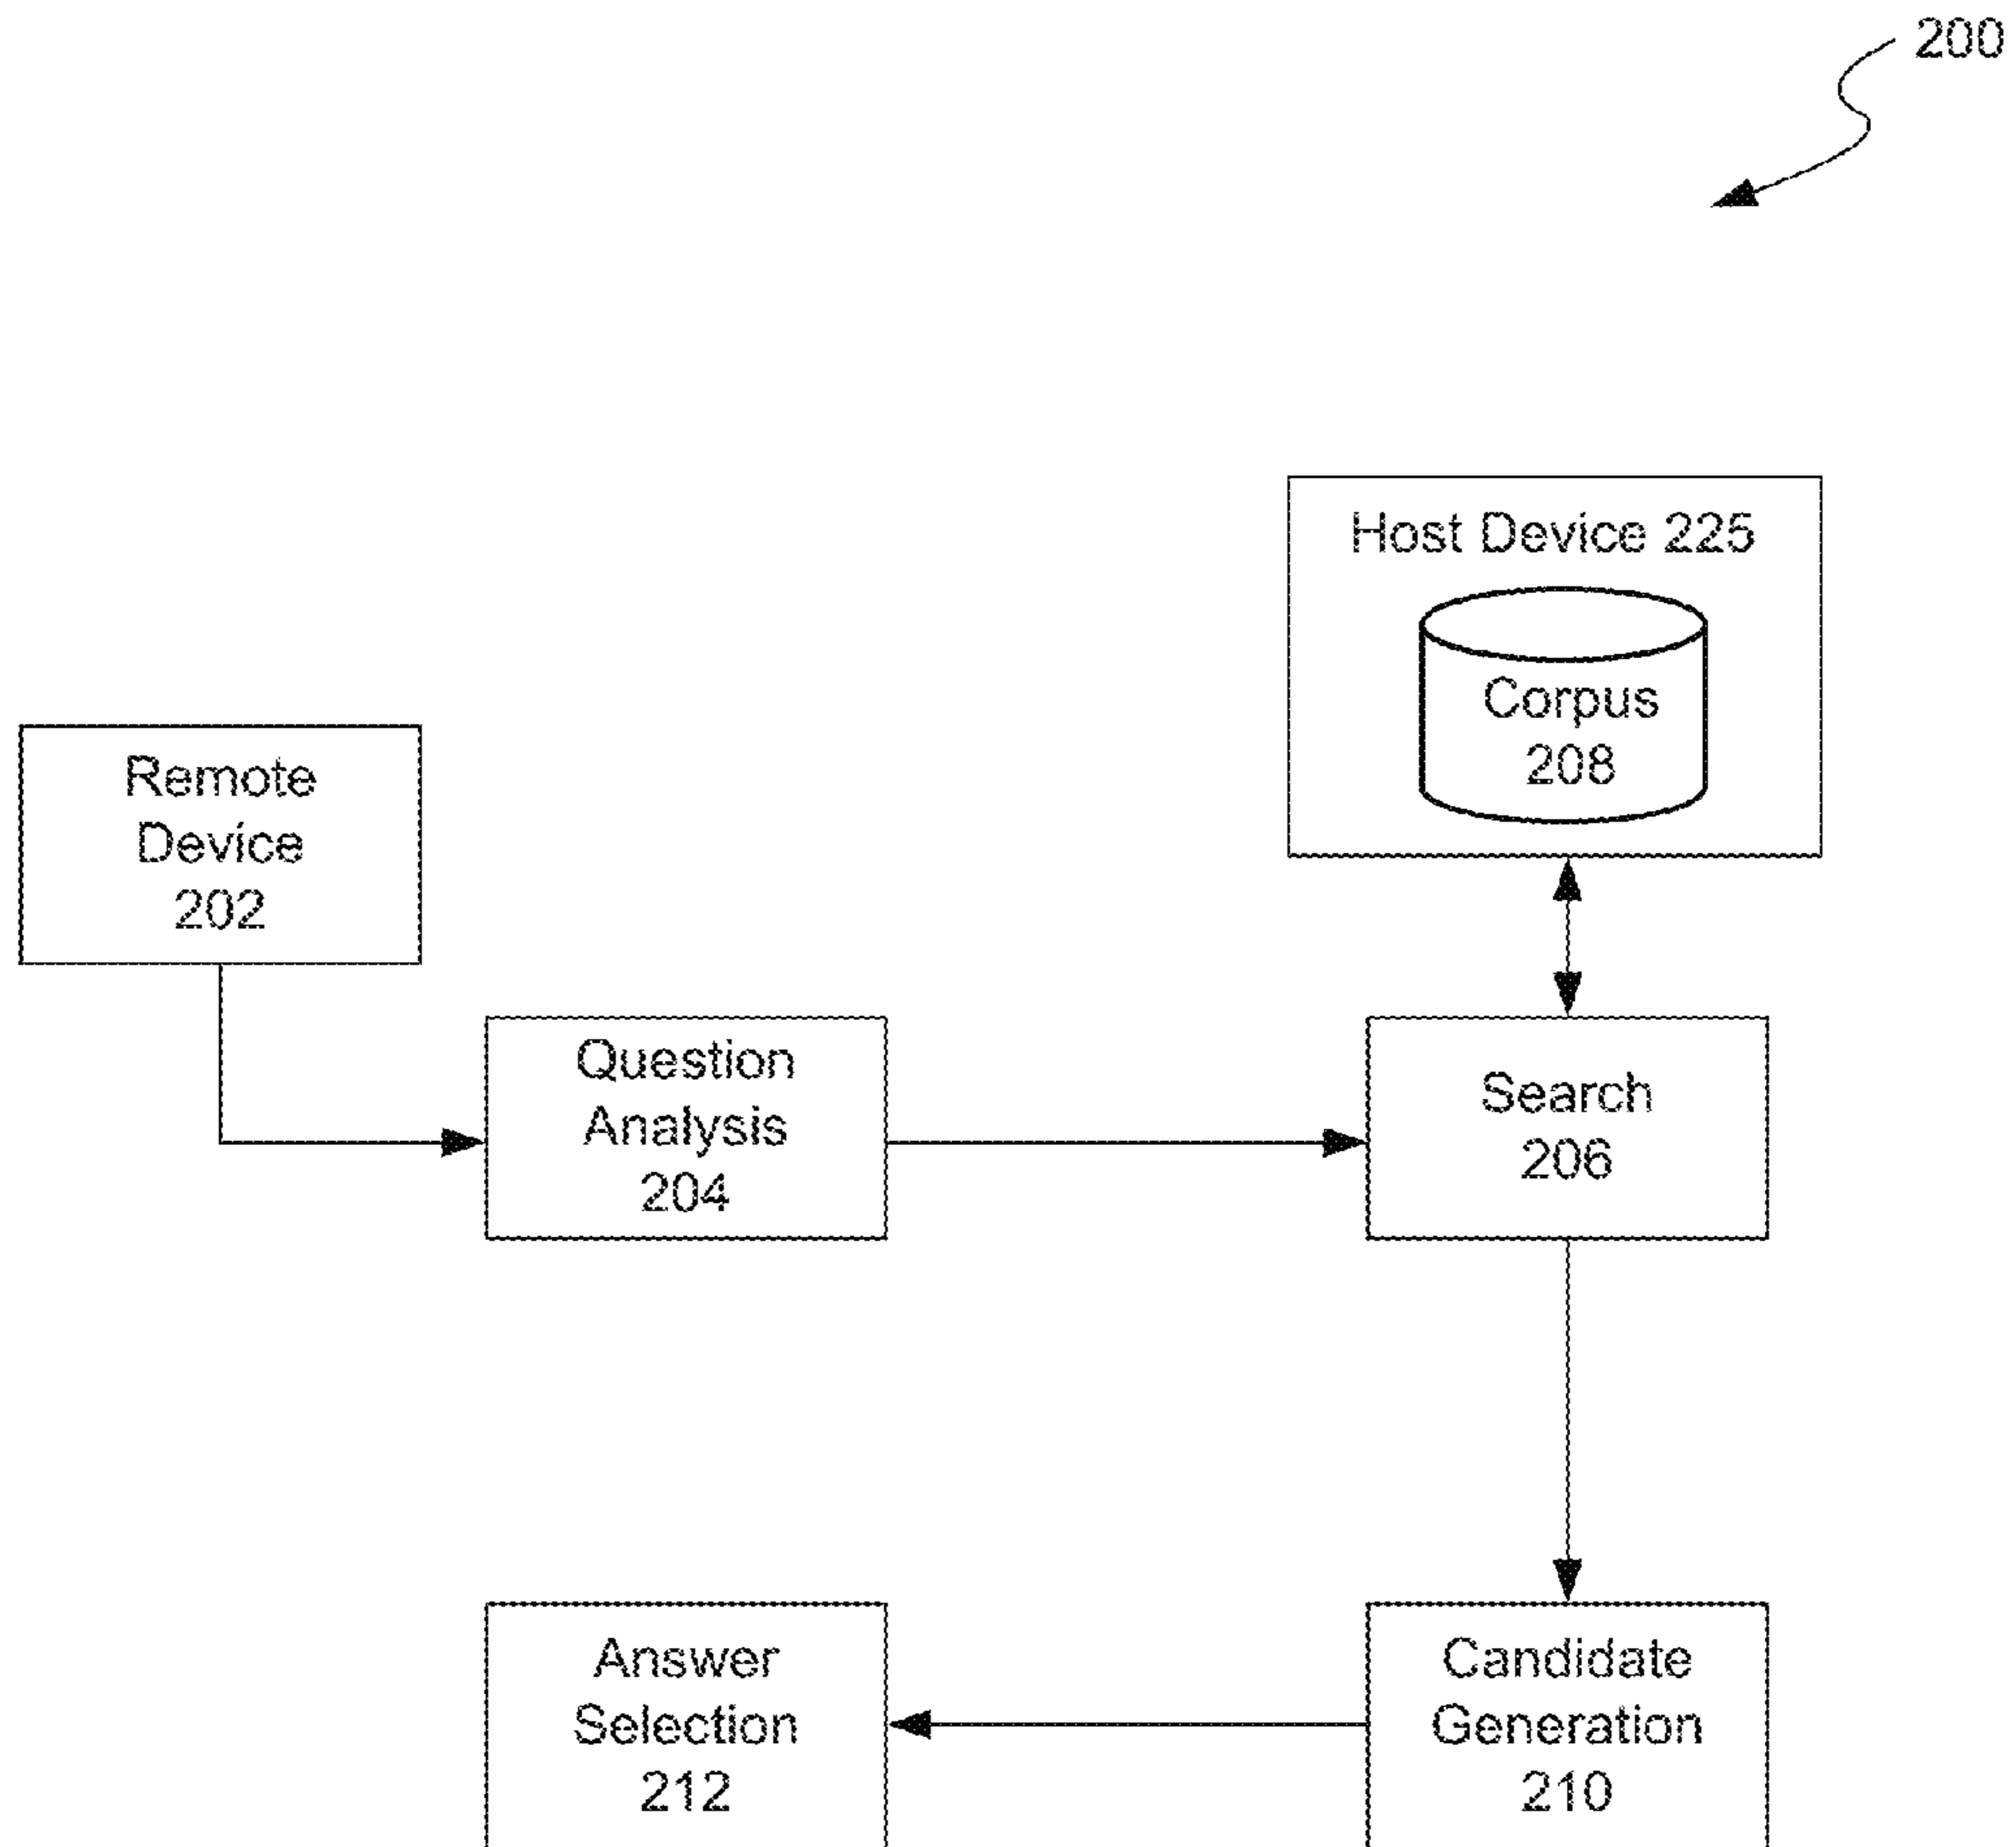 200
Host Device 225
Corpus
208
Remote
Device
202
Question
Analysis
204
Search
206
Answer
Selection
212
Candidate
Generation
210